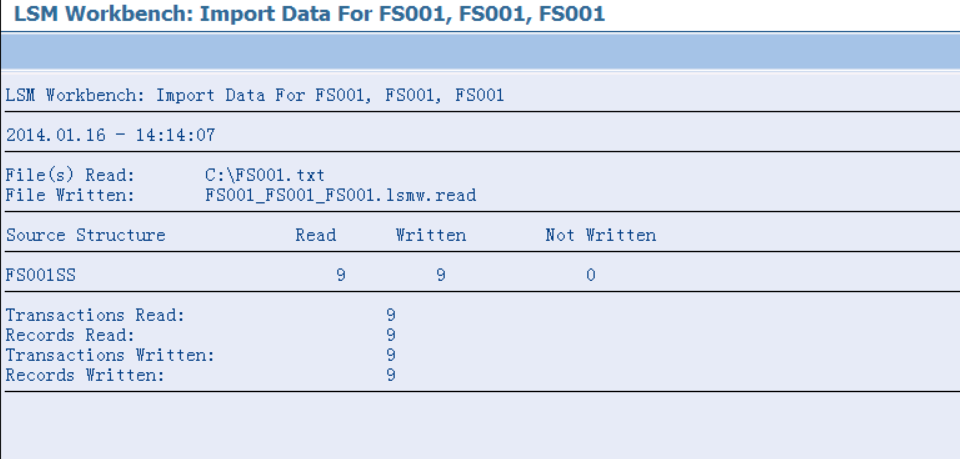 LSM Workbench: Import Data For FS001, FS001, FS001
LSM Workbench: Import Data For FS001, FS001, FS001
2014.01.16 - 14:14:07
File(s) Read: C:\FS001.txt
File Written: FS001_FS001_FS001.lsmw.read
Source Structure Read Written Not Written
FS001SS 9 9 0
Transactions Read: 9
Records Read: 9
Transactions Written: 9
Records Written: 9